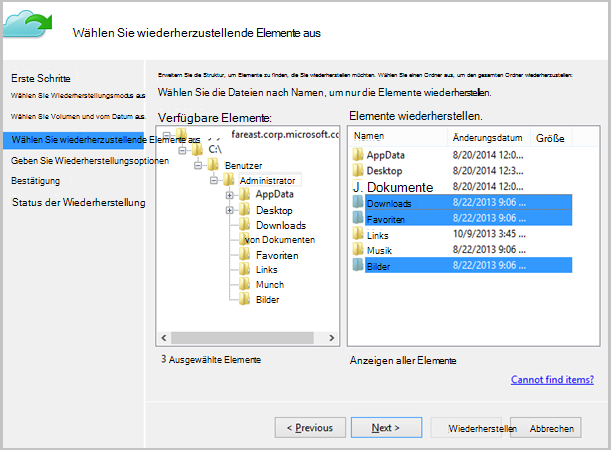 Wählen Sie wiederherzustellende Elemente aus
Erste Schritte
Wählen Sie Wiederherstellungsmodus aus
Wählen Sie Volumen und vom Datum aus.
Wählen Sie wiederherzustellende Elemente aus
Geben Sie Wiederherstellungsoptionen
Bestätigung
Status der Wiederherstellung
Erweitern Sie die Struktur, um Elemente zu finden, die Sie wiederherstellen möchten. Wählen Sie einen Ordner aus, um den gesamten Ordner wiederherzustellen:
Wählen Sie die Dateien nach Namen, um nur die Elemente wiederherstellen.
Verfügbare Elemente:
fareast.corp.microsoft.co
C:\
Benutzer
Administrator
AppData
Desktop
Downloads
von Dokumenten
Favoriten
Links
Munch
Bilder
3 Ausgewählte Elemente
Elemente wiederherstellen.
Namen Änderungsdatum Größe
AppData 8/20/2014 12:0...
Desktop 8/20/2014 12:3...
J. Dokumente 8/20/2014 12:0...
Downloads 8/22/2013 9:06 ...
Favoriten 8/22/2013 9:06 ...
Links 10/9/2013 3:45 ...
Musik 8/22/2013 9:06 ...
Bilder 8/22/2013 9:06 ...
Anzeigen aller Elemente
Cannot find items?
< Previous
Next >
Wiederherstellen
Abbrechen